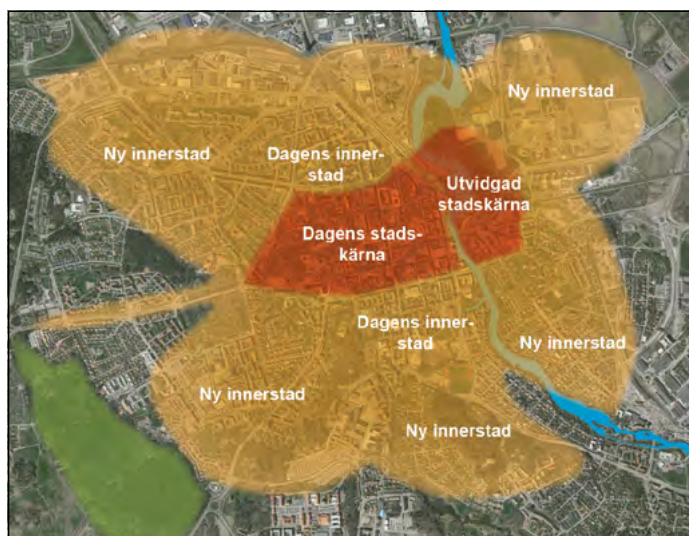 Ny innerstad
Ny innerstad
Dagens inner-
stad
Utvidgad
stadskärna
Dagens stads-
kärna
Dagens inner-
stad
Ny innerstad
Ny innerstad
Ny innerstad